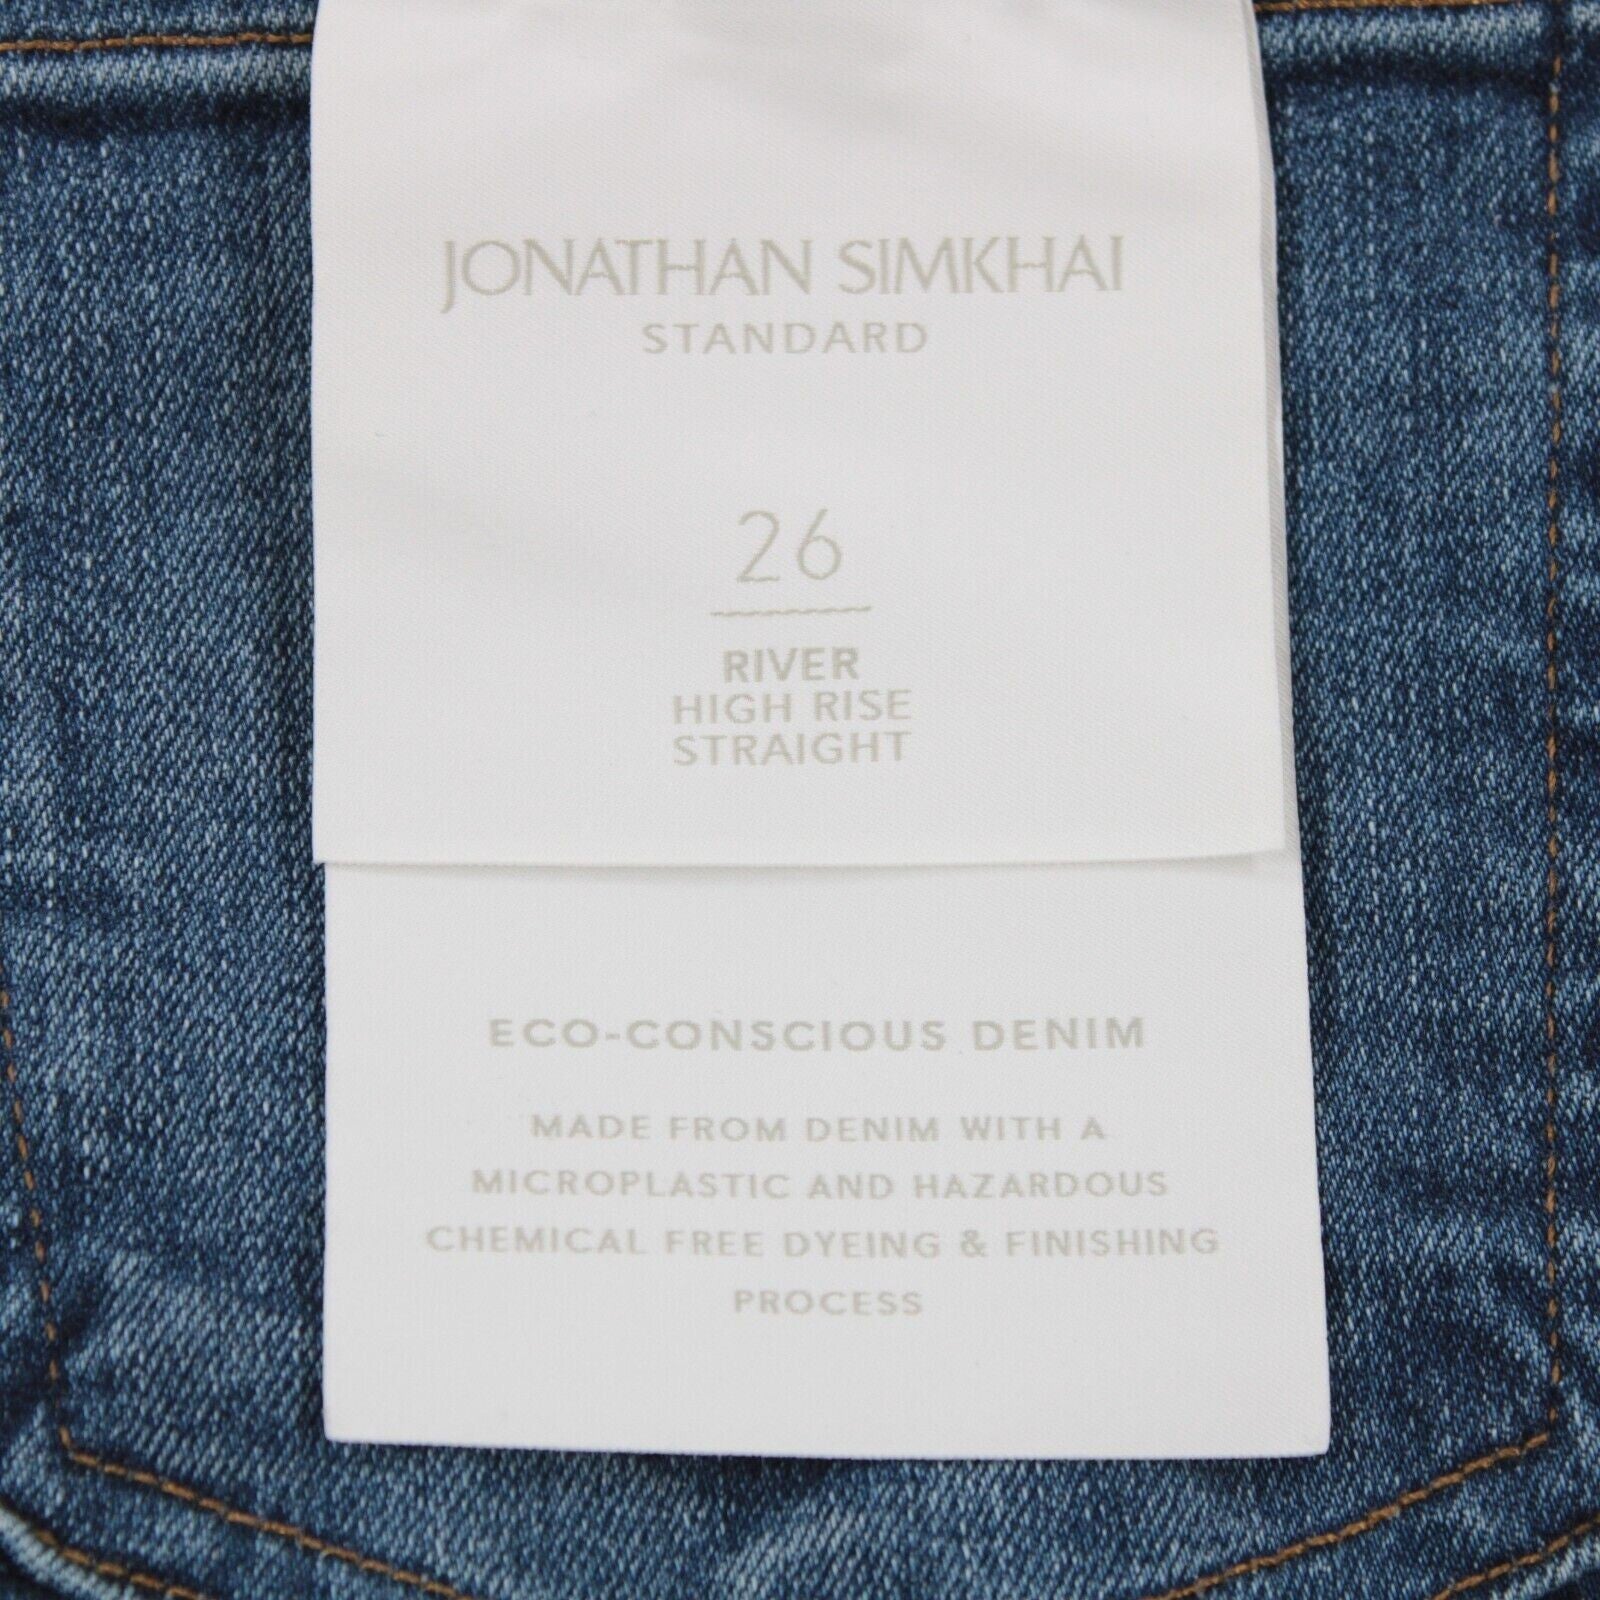 JONATHAN SIMKHAI
STANDARD
26
RIVER
HIGH RISE
STRAIGHT
ECO-CONSCIOUS DENIM
MADE FROM DENIM WITH A
MICROPLASTIC AND HAZARDOUS
CHEMICAL FREE DYEING & FINISHING
PROCESS